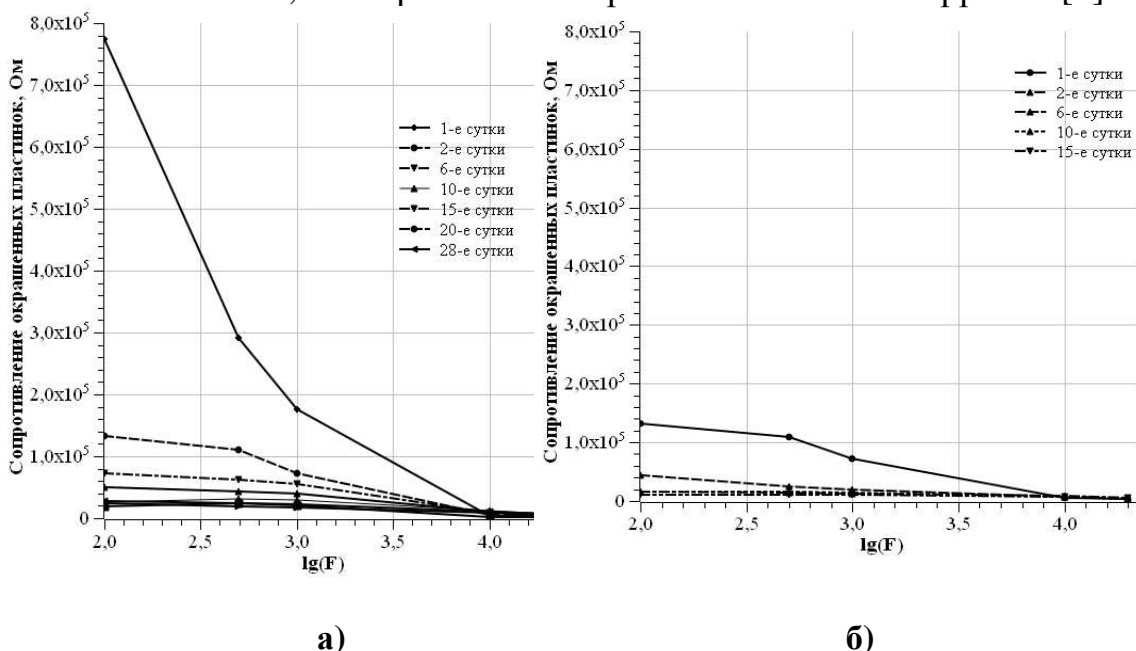 8,0x10⁵
7,0x10⁵
6,0x10⁵
5,0x10⁵
4,0x10⁵
3,0x10⁵
2,0x10⁵
1,0x10⁵
0
Сопротивление окрашенных пластинок, Ом
1-е сутки
2-е сутки
6-е сутки
10-е сутки
15-е сутки
20-е сутки
28-е сутки
2,0 2,5 3,0 3,5 4,0
lg(F)
а)
8,0x10⁵
7,0x10⁵
6,0x10⁵
5,0x10⁵
4,0x10⁵
3,0x10⁵
2,0x10⁵
1,0x10⁵
0
Сопротивление окрашенных пластинок, Ом
1-е сутки
2-е сутки
6-е сутки
10-е сутки
15-е сутки
2,0 2,5 3,0 3,5 4,0
lg(F)
б)